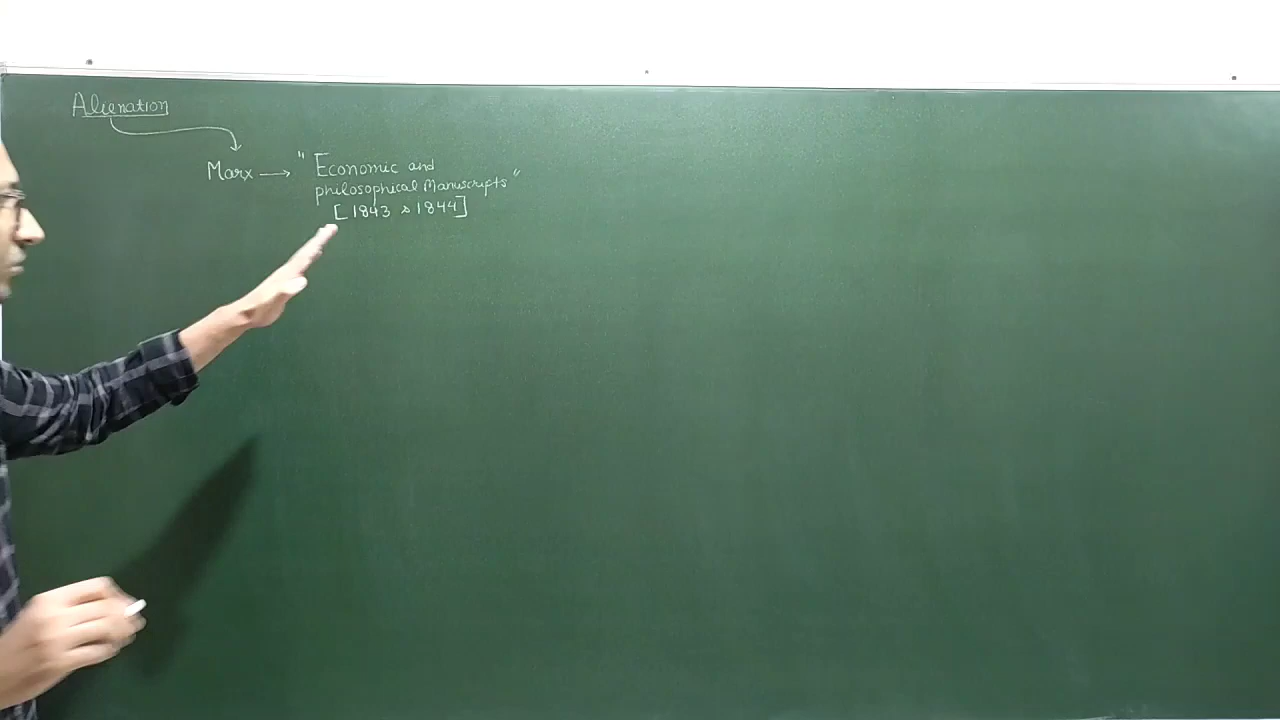 Alienation
Marx → " Economic and
philosophical Manuscripts "
[1843 & 1844]